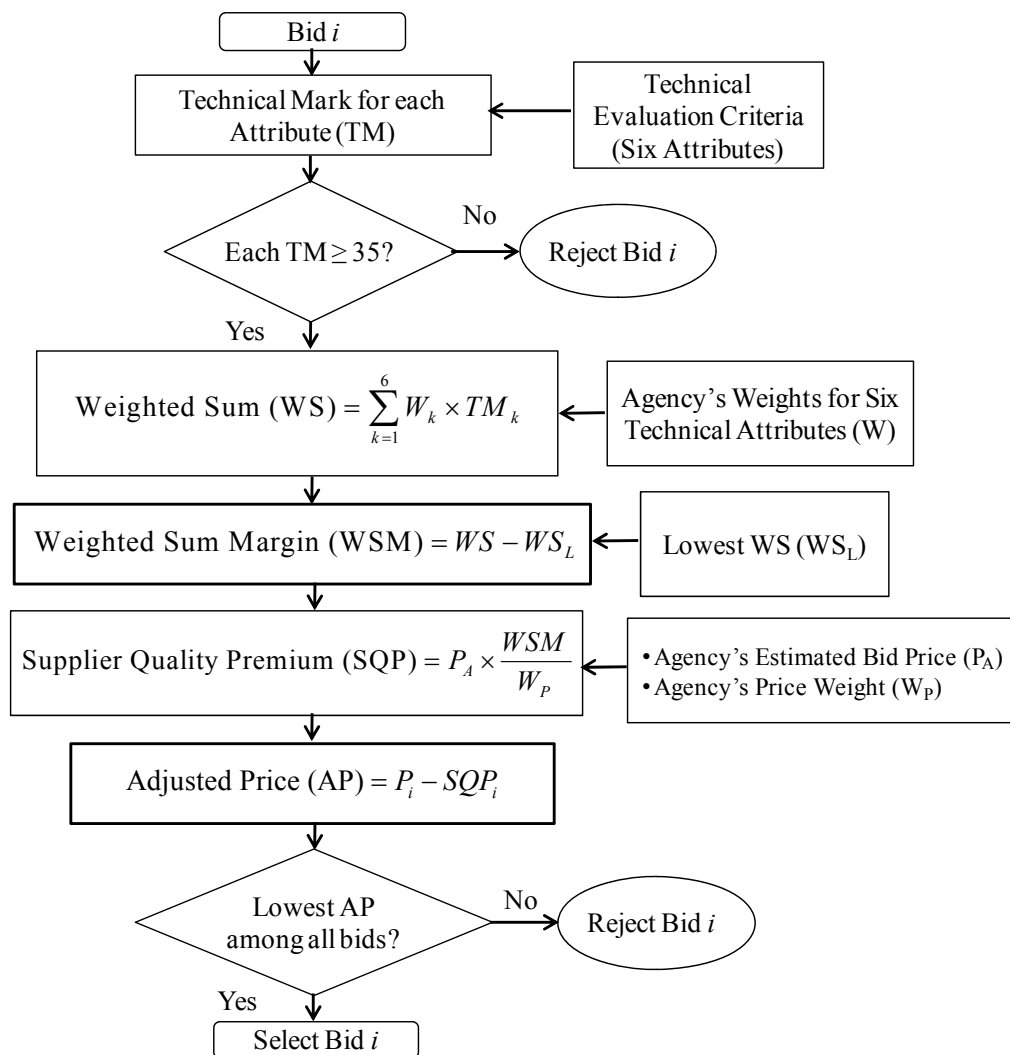 Bid i
Technical Mark for each
Attribute (TM)
Technical
Evaluation Criteria
(Six Attributes)
Each TM ≥ 35?
No
Reject Bid i
Yes
Weighted Sum (WS) = \sum_{k=1}^{6} W_k × TM_k
Agency's Weights for Six
Technical Attributes (W)
Weighted Sum Margin (WSM) = WS − WS_L
Lowest WS (WS_L)
Supplier Quality Premium (SQP) = P_A × \frac{WSM}{W_P}
• Agency's Estimated Bid Price (P_A)
• Agency's Price Weight (W_P)
Adjusted Price (AP) = P_i − SQP_i
Lowest AP
among all bids?
No
Reject Bid i
Yes
Select Bid i